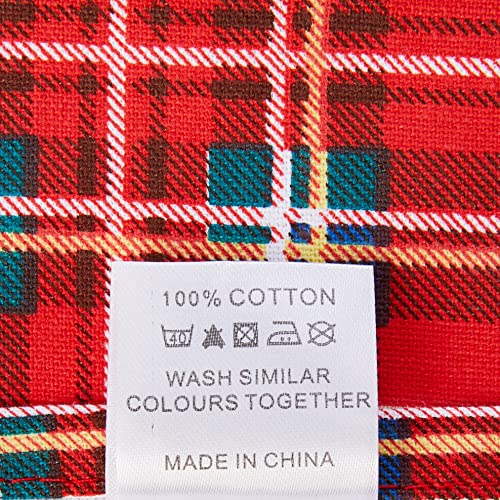 100% COTTON
40
WASH SIMILAR
COLOURS TOGETHER
MADE IN CHINA